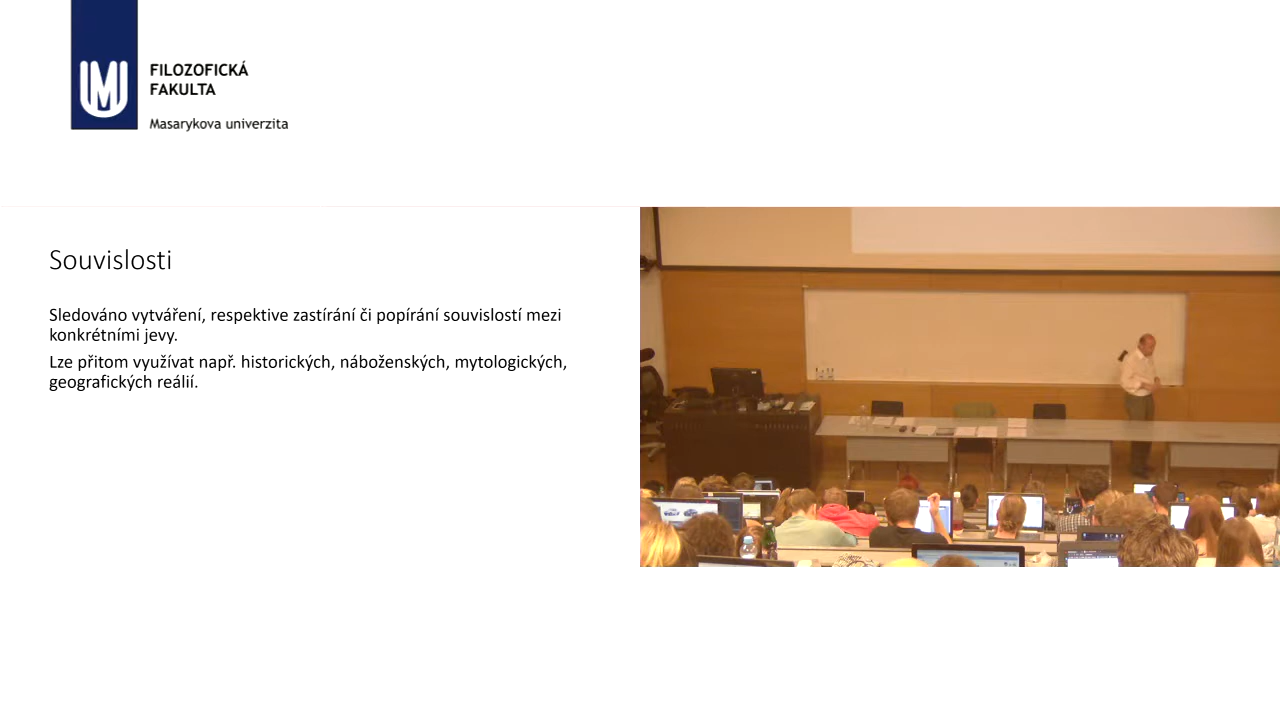 FILOZOFICKÁ
FAKULTA
Masarykova univerzita
Souvislosti
Sledováno vytváření, respektive zastírání či popírání souvislostí mezi
konkrétními jevy.
Lze přitom využívat např. historických, náboženských, mytologických,
geografických reálií.